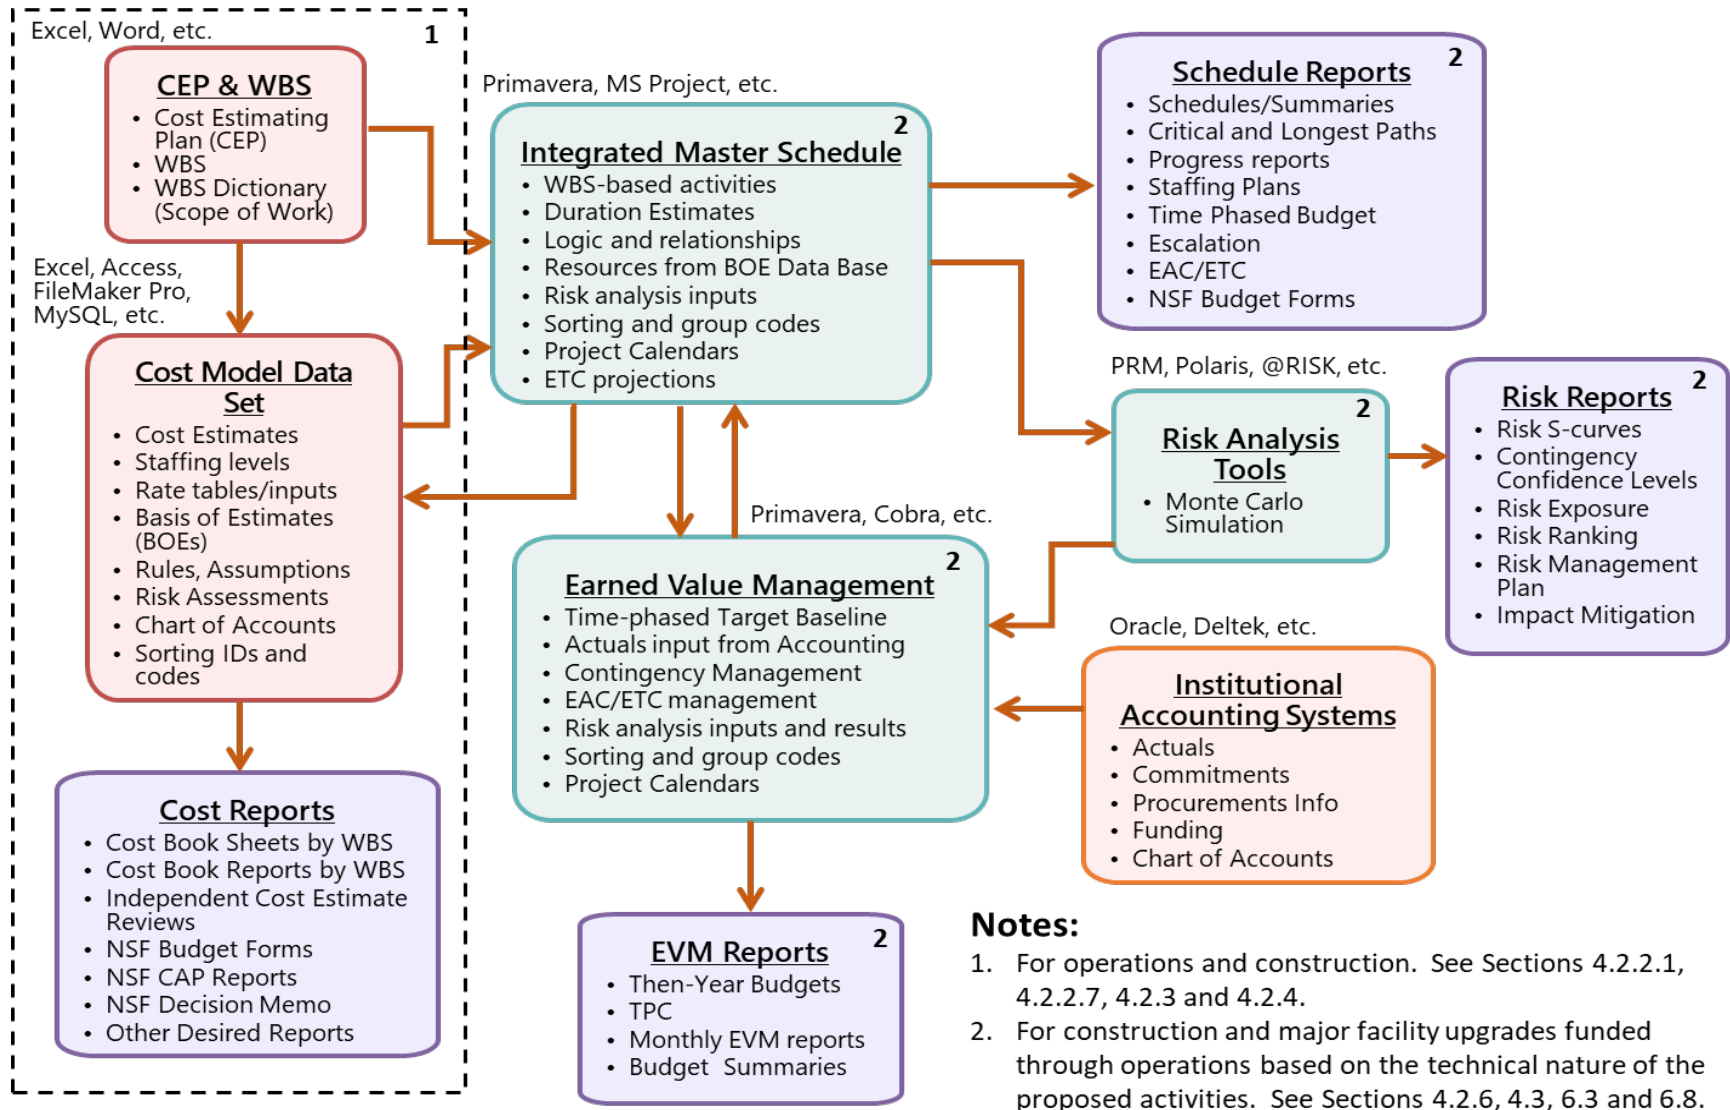 Excel, Word, etc.
1
CEP & WBS
• Cost Estimating
Plan (CEP)
• WBS
• WBS Dictionary
(Scope of Work)
Excel, Access,
FileMaker Pro,
MySQL, etc.
Cost Model Data
Set
• Cost Estimates
• Staffing levels
• Rate tables/inputs
• Basis of Estimates
(BOEs)
• Rules, Assumptions
• Risk Assessments
• Chart of Accounts
• Sorting IDs and
codes
Cost Reports
• Cost Book Sheets by WBS
• Cost Book Reports by WBS
• Independent Cost Estimate
Reviews
• NSF Budget Forms
• NSF CAP Reports
• NSF Decision Memo
• Other Desired Reports
Primavera, MS Project, etc.
2
Integrated Master Schedule
• WBS-based activities
• Duration Estimates
• Logic and relationships
• Resources from BOE Data Base
• Risk analysis inputs
• Sorting and group codes
• Project Calendars
• ETC projections
Primavera, Cobra, etc.
2
Earned Value Management
• Time-phased Target Baseline
• Actuals input from Accounting
• Contingency Management
• EAC/ETC management
• Risk analysis inputs and results
• Sorting and group codes
• Project Calendars
2
EVM Reports
• Then-Year Budgets
• TPC
• Monthly EVM reports
• Budget Summaries
2
Schedule Reports
• Schedules/Summaries
• Critical and Longest Paths
• Progress reports
• Staffing Plans
• Time Phased Budget
• Escalation
• EAC/ETC
• NSF Budget Forms
PRM, Polaris, @RISK, etc.
2
Risk Analysis
Tools
• Monte Carlo
Simulation
2
Risk Reports
• Risk S-curves
• Contingency
Confidence Levels
• Risk Exposure
• Risk Ranking
• Risk Management
Plan
• Impact Mitigation
Oracle, Deltek, etc.
Institutional
Accounting Systems
• Actuals
• Commitments
• Procurements Info
• Funding
• Chart of Accounts
Notes:
1. For operations and construction. See Sections 4.2.2.1,
4.2.2.7, 4.2.3 and 4.2.4.
2. For construction and major facility upgrades funded
through operations based on the technical nature of the
proposed activities. See Sections 4.2.6, 4.3, 6.3 and 6.8.